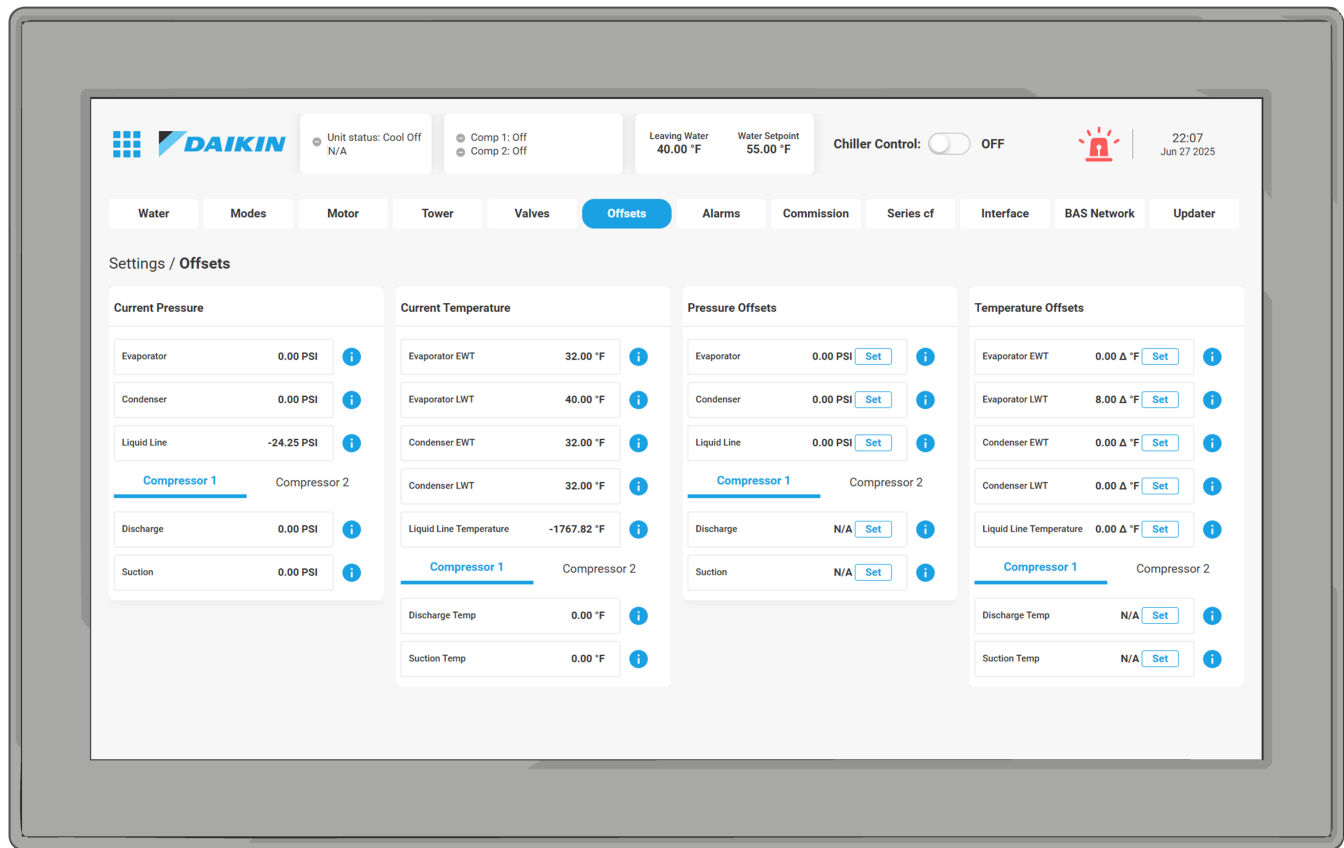 DAIKIN
Unit status: Cool Off
N/A
Comp 1: Off
Comp 2: Off
Leaving Water
40.00 °F
Water Setpoint
55.00 °F
Chiller Control:
OFF
22:07
Jun 27 2025
Water
Modes
Motor
Tower
Valves
Offsets
Alarms
Commission
Series cf
Interface
BAS Network
Updater
Settings / Offsets
Current Pressure
Evaporator 0.00 PSI i
Condenser 0.00 PSI i
Liquid Line -24.25 PSI i
Compressor 1 Compressor 2
Discharge 0.00 PSI i
Suction 0.00 PSI i
Current Temperature
Evaporator EWT 32.00 °F i
Evaporator LWT 40.00 °F i
Condenser EWT 32.00 °F i
Condenser LWT 32.00 °F i
Liquid Line Temperature -1767.82 °F i
Compressor 1 Compressor 2
Discharge Temp 0.00 °F i
Suction Temp 0.00 °F i
Pressure Offsets
Evaporator 0.00 PSI Set i
Condenser 0.00 PSI Set i
Liquid Line 0.00 PSI Set i
Compressor 1 Compressor 2
Discharge N/A Set i
Suction N/A Set i
Temperature Offsets
Evaporator EWT 0.00 Δ °F Set i
Evaporator LWT 8.00 Δ °F Set i
Condenser EWT 0.00 Δ °F Set i
Condenser LWT 0.00 Δ °F Set i
Liquid Line Temperature 0.00 Δ °F Set i
Compressor 1 Compressor 2
Discharge Temp N/A Set i
Suction Temp N/A Set i